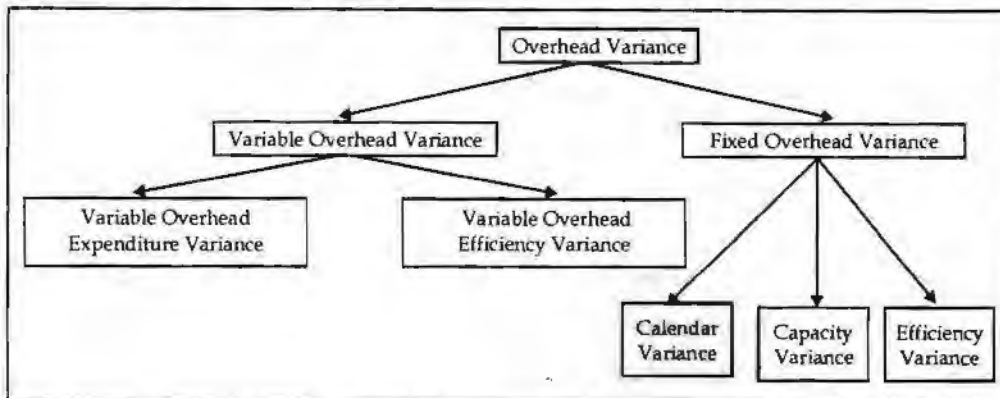 Overhead Variance
Variable Overhead Variance
Fixed Overhead Variance
Variable Overhead
Expenditure Variance
Variable Overhead
Efficiency Variance
Calendar
Variance
Capacity
Variance
Efficiency
Variance